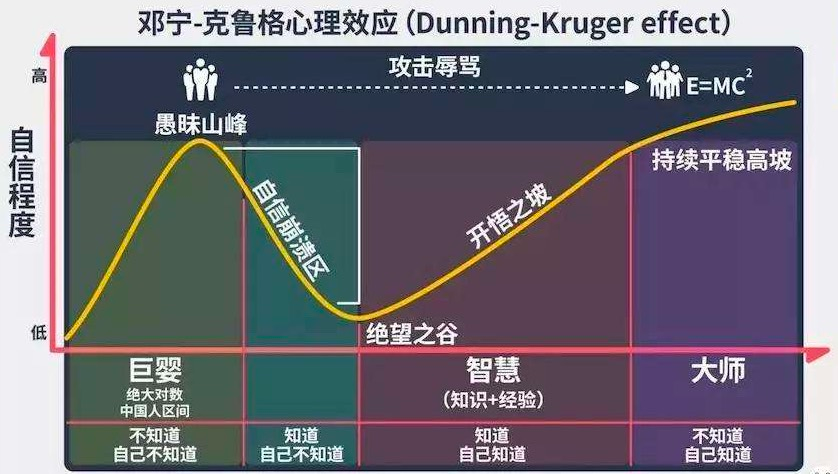 邓宁-克鲁格心理效应（Dunning-Kruger effect）
高
攻击辱骂
E=MC²
愚昧山峰
自信程度
自信崩溃区
开悟之坡
持续平稳高坡
低
绝望之谷
巨婴
绝大对数
中国人区间
智慧
（知识+经验）
大师
不知道
自己不知道
知道
自己不知道
知道
自己知道
不知道
自己知道